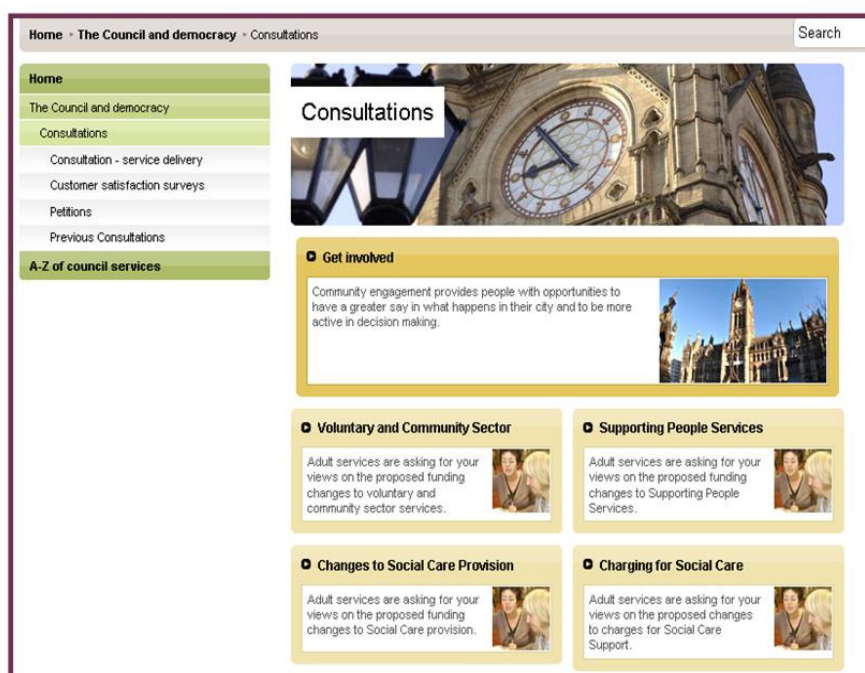 Home • The Council and democracy • Consultations
Search
Home
The Council and democracy
Consultations
Consultation - service delivery
Customer satisfaction surveys
Petitions
Previous Consultations
A-Z of council services
Consultations
Get involved
Community engagement provides people with opportunities to
have a greater say in what happens in their city and to be more
active in decision making.
Voluntary and Community Sector
Adult services are asking for your
views on the proposed funding
changes to voluntary and
community sector services.
Supporting People Services
Adult services are asking for your
views on the proposed funding
changes to Supporting People
Services.
Changes to Social Care Provision
Adult services are asking for your
views on the proposed funding
changes to Social Care provision.
Charging for Social Care
Adult services are asking for your
views on the proposed changes
to charges for Social Care
Support.